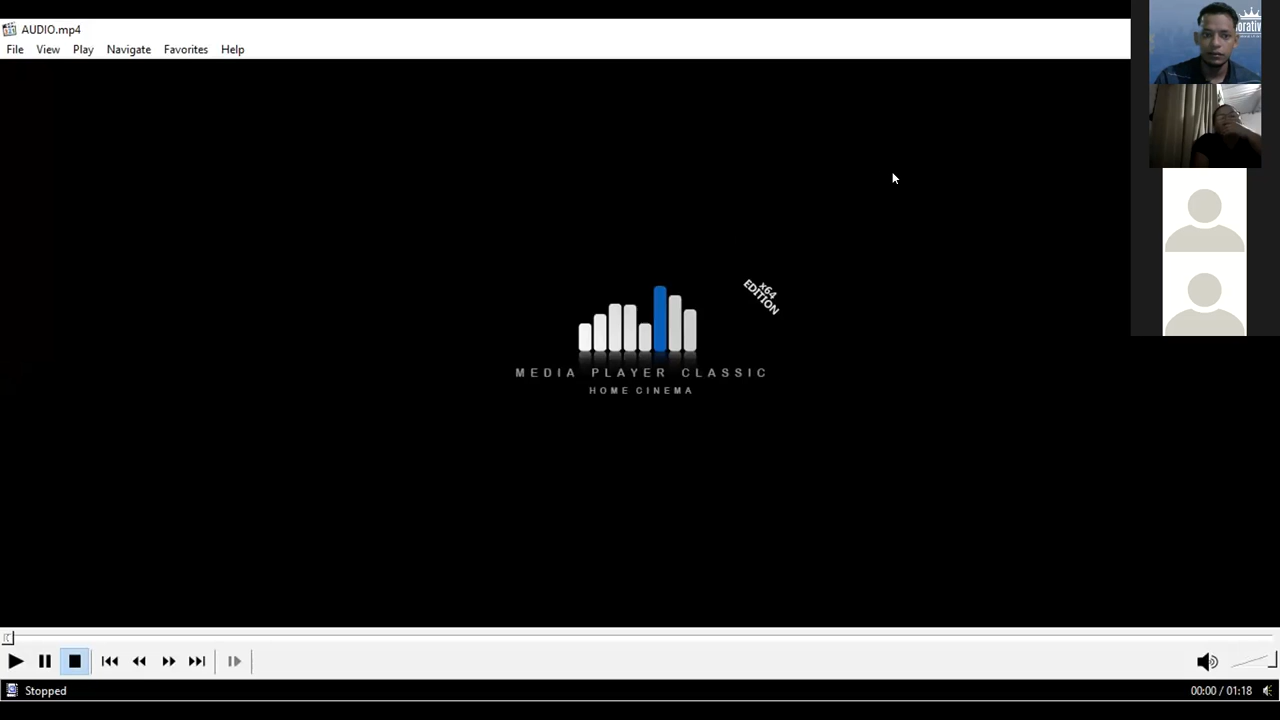 AUDIO.mp4
File View Play Navigate Favorites Help
orativ
x64
EDITION
MEDIA PLAYER CLASSIC
HOME CINEMA
Stopped
00:00 / 01:18